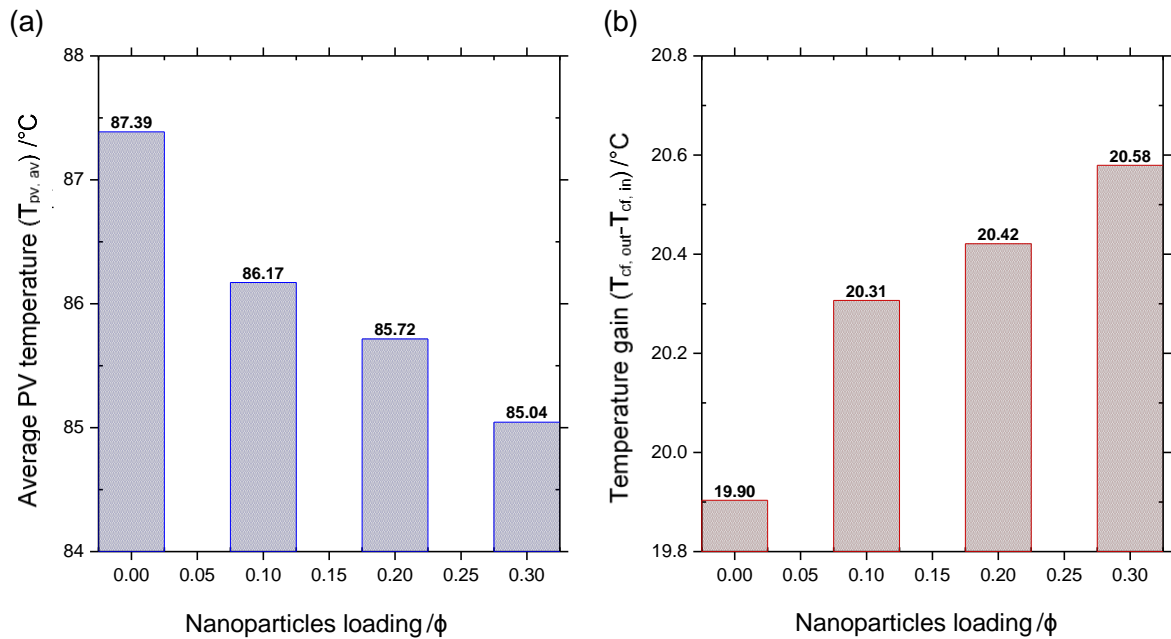 (a)
Average PV temperature (Tpv, av) /°C
88
87
86
85
84
87.39
86.17
85.72
85.04
0.00 0.05 0.10 0.15 0.20 0.25 0.30
Nanoparticles loading /ϕ
(b)
Temperature gain (Tcf, out-Tcf, in) /°C
20.8
20.6
20.4
20.2
20.0
19.8
19.90
20.31
20.42
20.58
0.00 0.05 0.10 0.15 0.20 0.25 0.30
Nanoparticles loading /ϕ